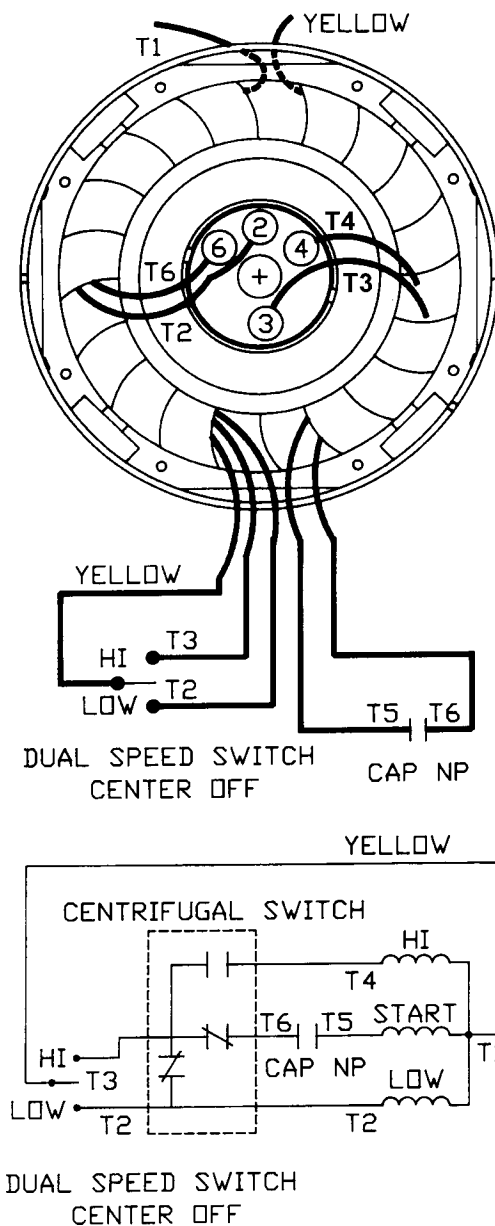 YELLOW
T1
2
6
4
T4
T6
+
T3
T2
3
YELLOW
T3
HI
T2
LOW
T5 T6
DUAL SPEED SWITCH
CENTER OFF
CAP NP
YELLOW
CENTRIFUGAL SWITCH
HI
T4
T6 T5 START
HI
CAP NP
T3
LOW
LOW
T2
T2
DUAL SPEED SWITCH
CENTER OFF